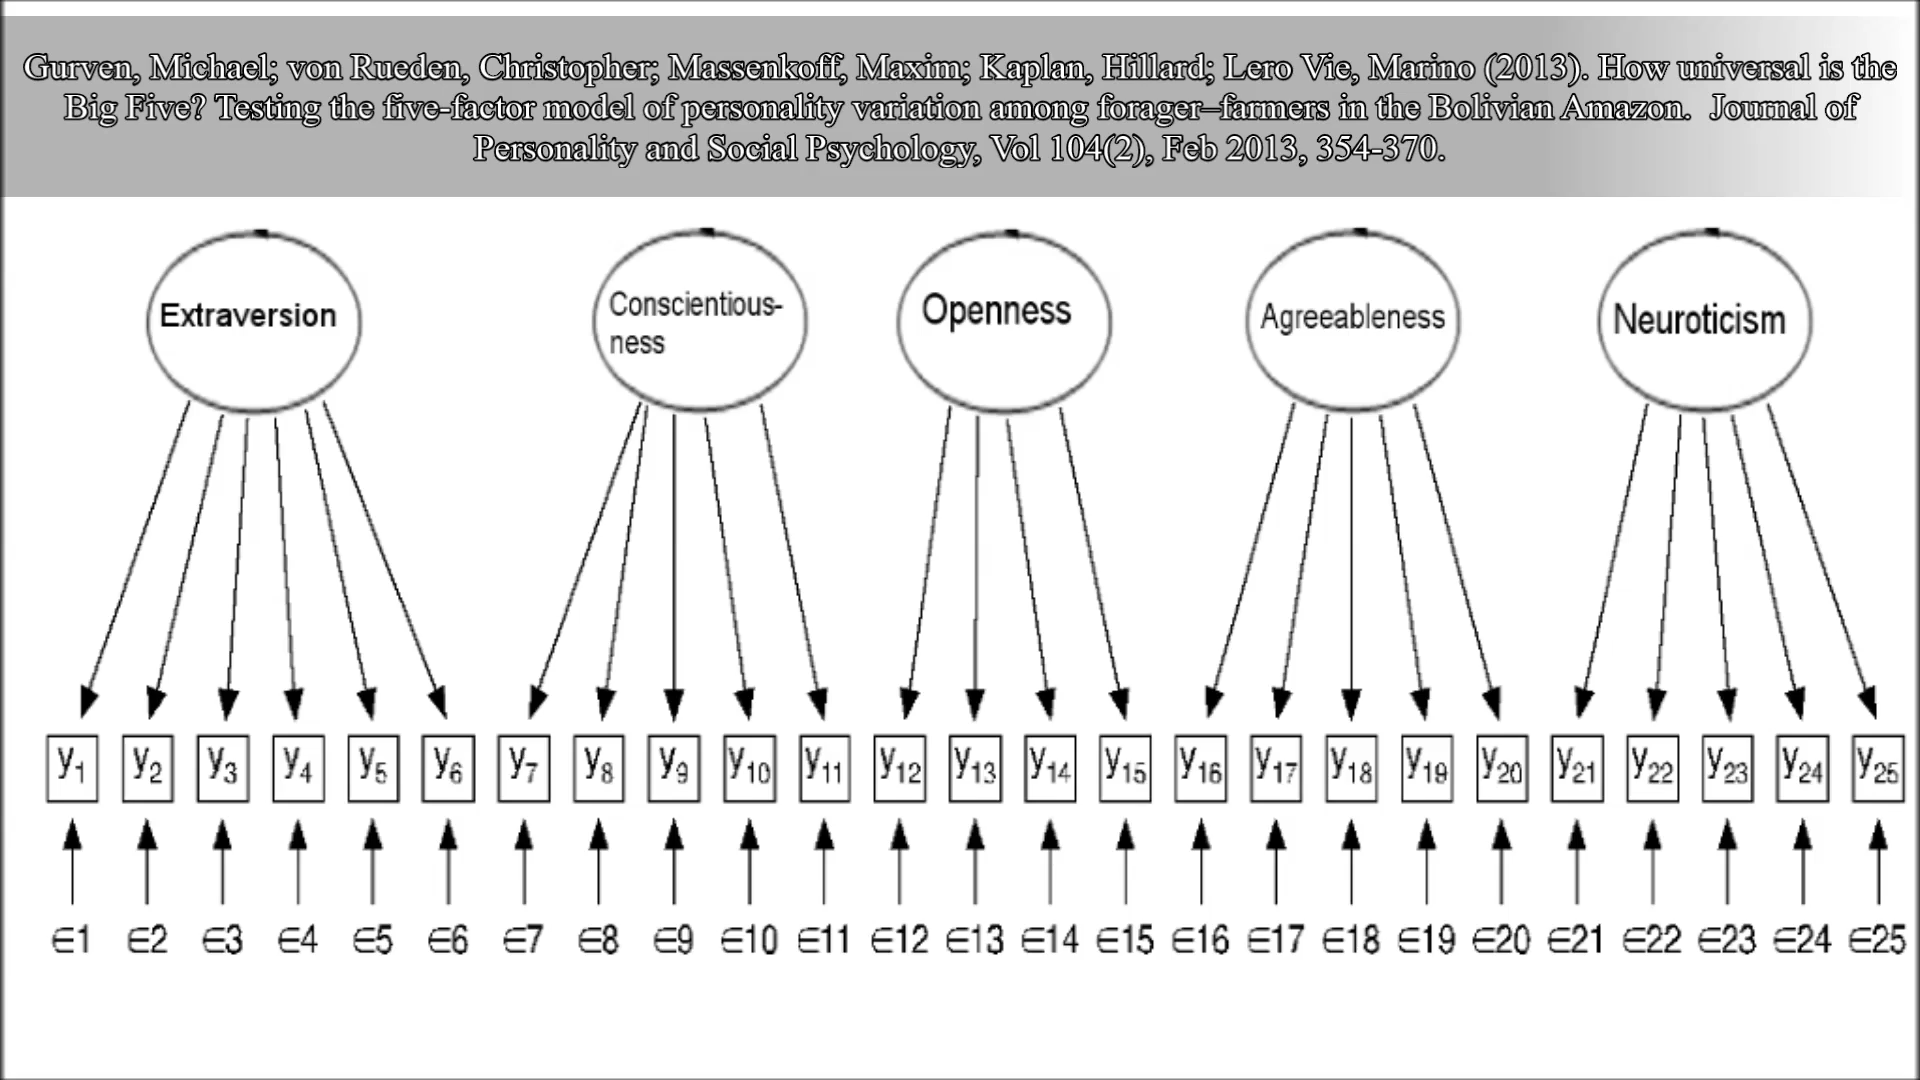 Gurven, Michael; von Rueden, Christopher; Massenkoff, Maxim; Kaplan, Hillard; Lero Vie, Marino (2013). How universal is the
Big Five? Testing the five-factor model of personality variation among forager–farmers in the Bolivian Amazon.  Journal of
Personality and Social Psychology, Vol 104(2), Feb 2013, 354-370.
Extraversion
Conscientious-
ness
Openness
Agreeableness
Neuroticism
y1 y2 y3 y4 y5 y6 y7 y8 y9 y10 y11 y12 y13 y14 y15 y16 y17 y18 y19 y20 y21 y22 y23 y24 y25
∈1 ∈2 ∈3 ∈4 ∈5 ∈6 ∈7 ∈8 ∈9 ∈10 ∈11 ∈12 ∈13 ∈14 ∈15 ∈16 ∈17 ∈18 ∈19 ∈20 ∈21 ∈22 ∈23 ∈24 ∈25